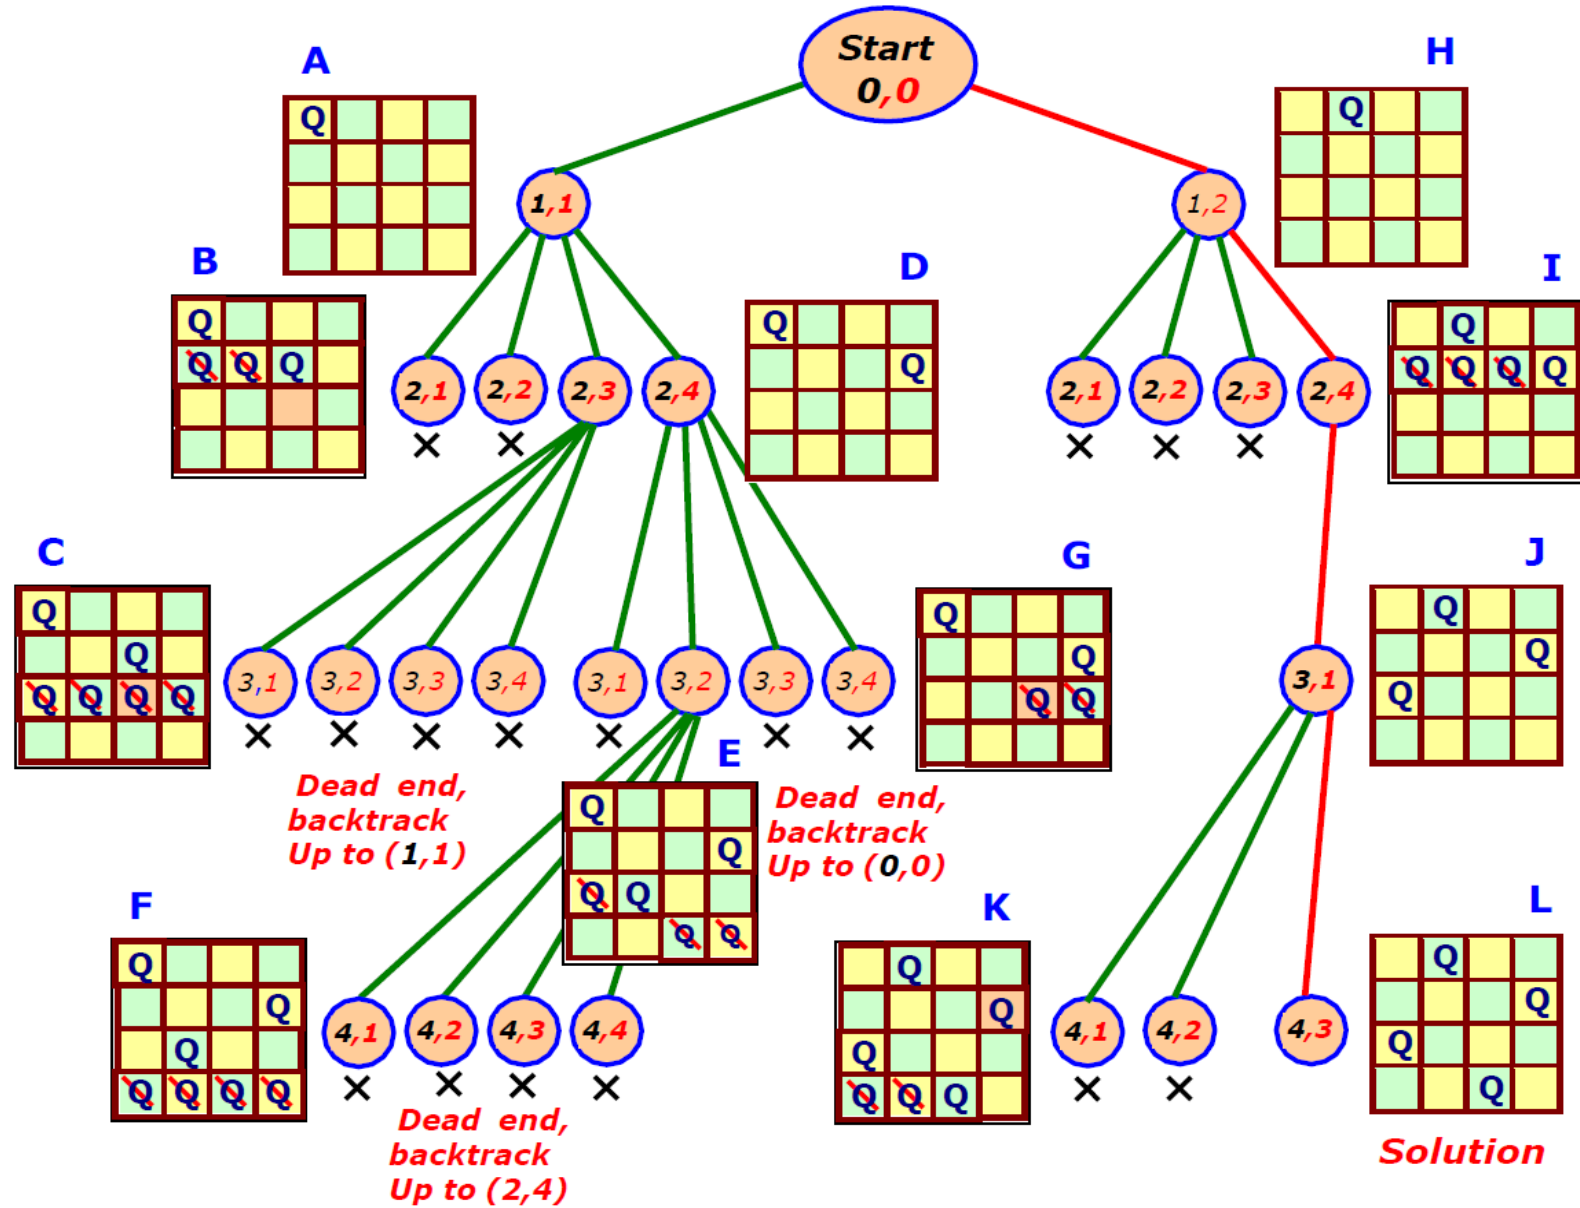 Start
0,0
A
H
Q
Q
1,1
1,2
B
D
I
Q
Q Q Q
Q
Q
Q
Q Q Q Q
2,1 2,2 2,3 2,4
2,1 2,2 2,3 2,4
C
G
J
Q
Q
Q Q Q Q
3,1 3,2 3,3 3,4
3,1 3,2 3,3 3,4
Q
Q
Q Q
3,1
Q
Q
Q
Dead end,
backtrack
Up to (1,1)
E
Q
Q
Q Q
Q Q
Dead end,
backtrack
Up to (0,0)
F
K
L
Q
Q
Q
Q Q Q Q
4,1 4,2 4,3 4,4
Q
Q
Q
Q Q Q
4,1 4,2 4,3
Q
Q
Q
Q
Dead end,
backtrack
Up to (2,4)
Solution